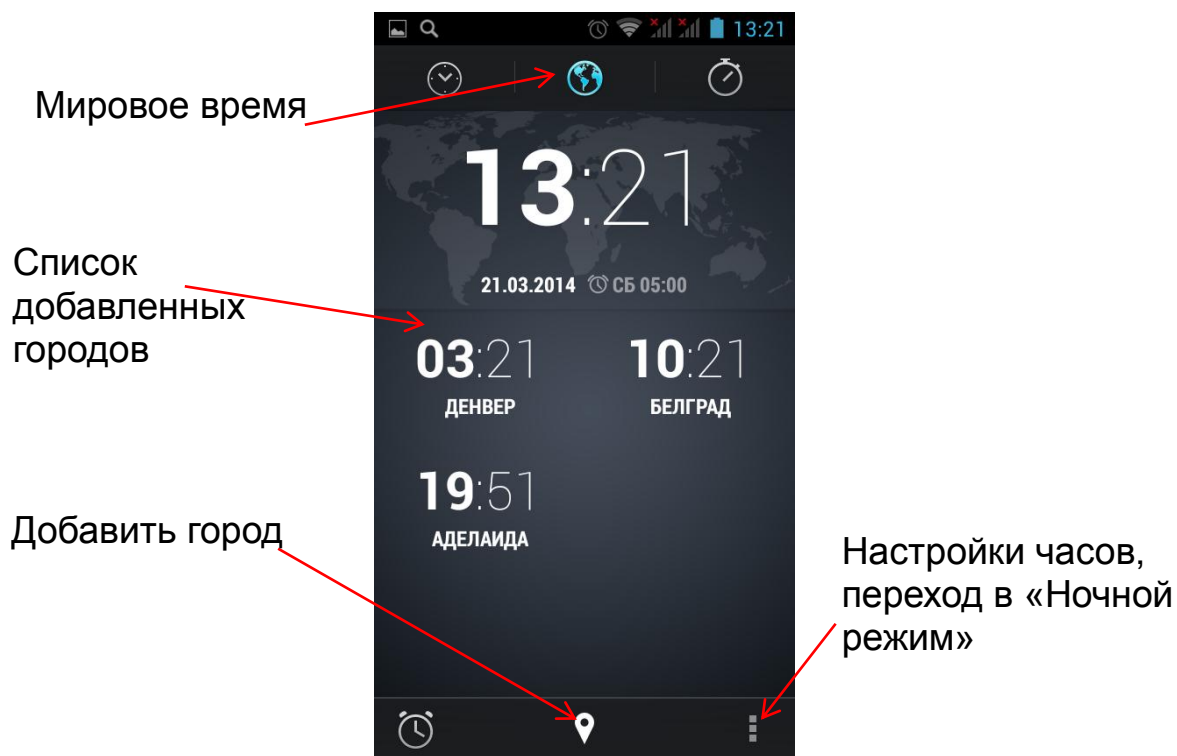 13:21
Мировое время
13:21
21.03.2014 СБ 05:00
Список
добавленных
городов
03:21
ДЕНВЕР
10:21
БЕЛГРАД
19:51
АДЕЛАИДА
Добавить город
Настройки часов,
переход в «Ночной
режим»